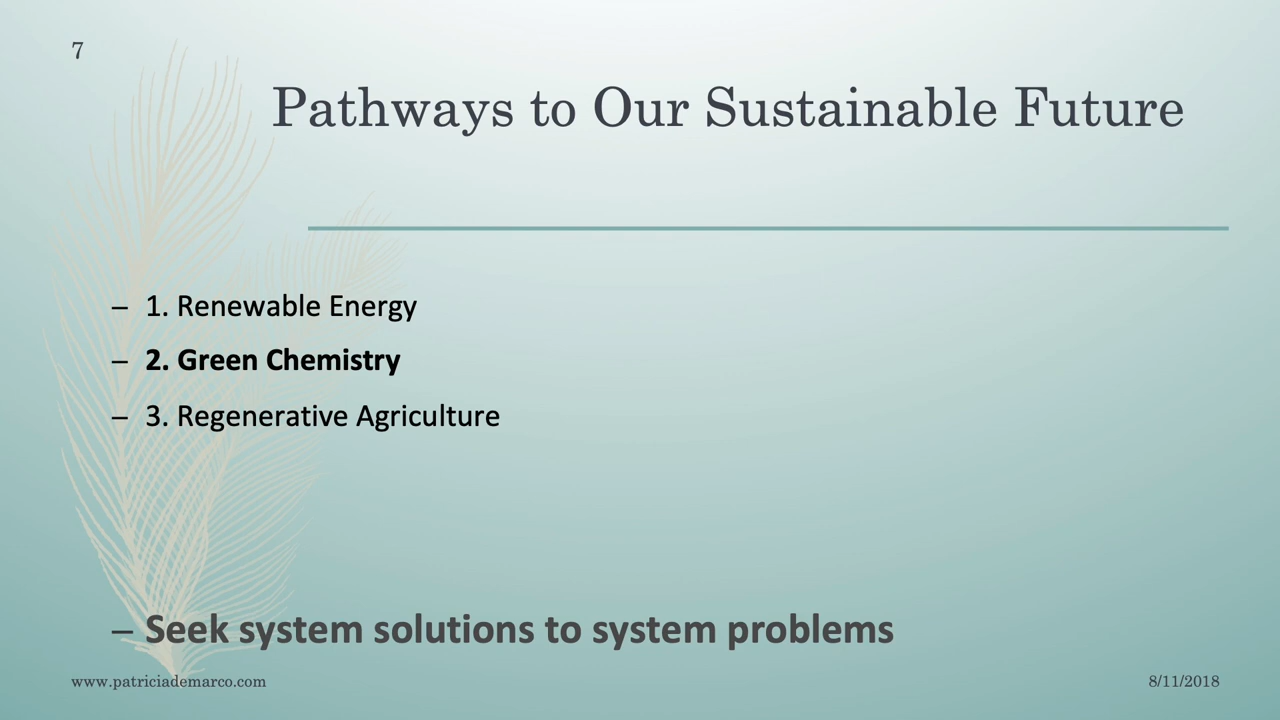 7
Pathways to Our Sustainable Future
– 1. Renewable Energy
– 2. Green Chemistry
– 3. Regenerative Agriculture
– Seek system solutions to system problems
www.patriciademarco.com
8/11/2018